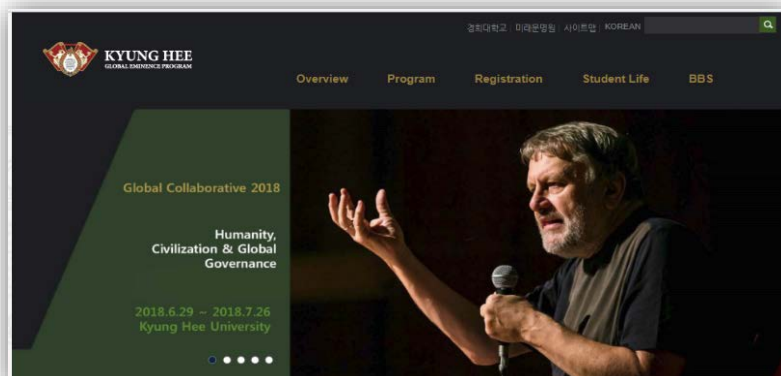 경희대학교 | 미래문명원 | 사이트맵 | KOREAN
KYUNG HEE
GLOBAL EMINENCE PROGRAM
Overview Program Registration Student Life BBS
Global Collaborative 2018
Humanity,
Civilization & Global
Governance
2018.6.29 ~ 2018.7.26
Kyung Hee University